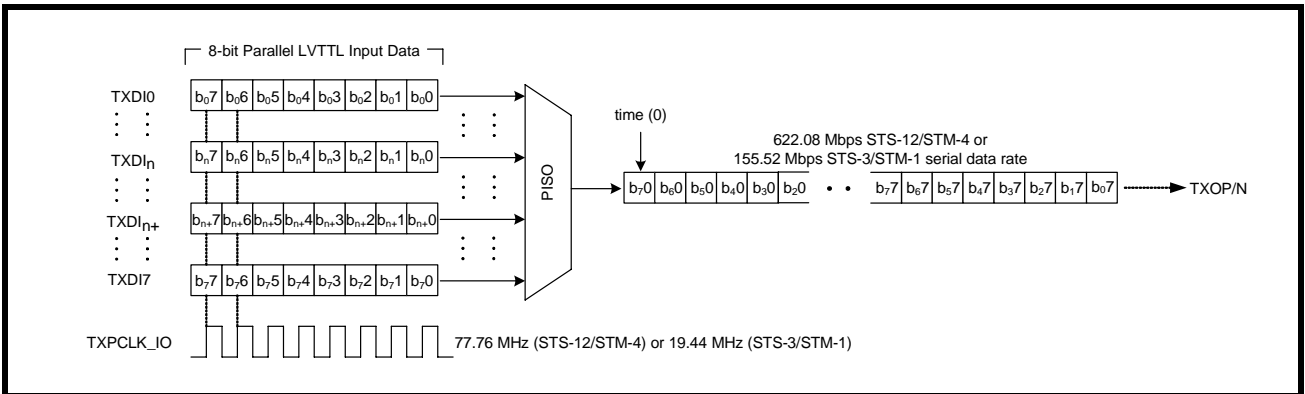 8-bit Parallel LVTTL Input Data
TXDI0
b₀7 b₀6 b₀5 b₀4 b₀3 b₀2 b₀1 b₀0
TXDIₙ
bₙ7 bₙ6 bₙ5 bₙ4 bₙ3 bₙ2 bₙ1 bₙ0
TXDIₙ₊
bₙ₊7 bₙ₊6 bₙ₊5 bₙ₊4 bₙ₊3 bₙ₊2 bₙ₊1 bₙ₊0
TXDI7
b₇7 b₇6 b₇5 b₇4 b₇3 b₇2 b₇1 b₇0
TXPCLK_IO
77.76 MHz (STS-12/STM-4) or 19.44 MHz (STS-3/STM-1)
PISO
time (0)
622.08 Mbps STS-12/STM-4 or
155.52 Mbps STS-3/STM-1 serial data rate
b₇0 b₆0 b₅0 b₄0 b₃0 b₂0 b₇7 b₆7 b₅7 b₄7 b₃7 b₂7 b₁7 b₀7
TXOP/N